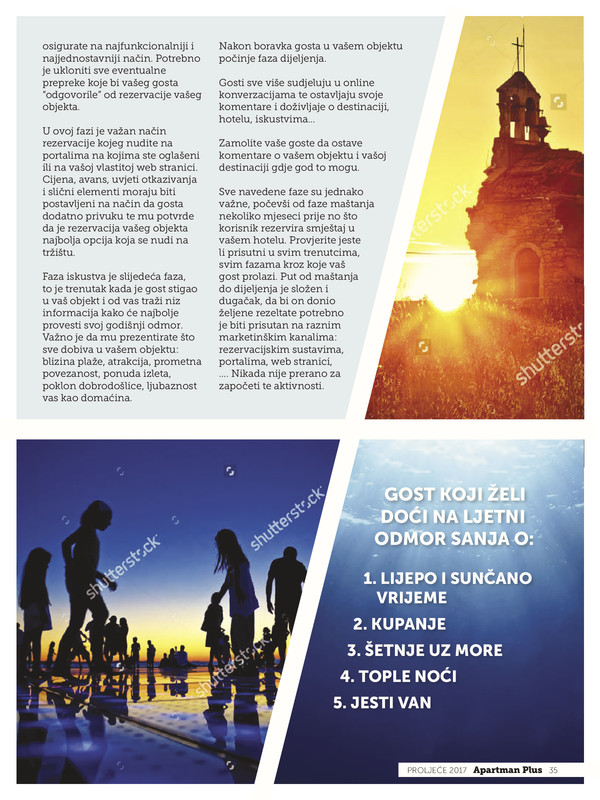 osigurate na najfunkcionalniji i
najjednostavniji način. Potrebno
je ukloniti sve eventualne
prepreke koje bi vašeg gosta
“odgovorile” od rezervacije vašeg
objekta.
U ovoj fazi je važan način
rezervacije kojeg nudite na
portalima na kojima ste oglašeni
ili na vašoj vlastitoj web stranici.
Cijena, avans, uvjeti otkazivanja
i slični elementi moraju biti
postavljeni na način da gosta
dodatno privuku te mu potvrde
da je rezervacija vašeg objekta
najbolja opcija koja se nudi na
tržištu.
Faza iskustva je slijedeća faza,
to je trenutak kada je gost stigao
u vaš objekt i od vas traži niz
informacija kako će najbolje
provesti svoj godišnji odmor.
Važno je da mu prezentirate što
sve dobiva u vašem objektu:
blizina plaže, atrakcija, prometna
povezanost, ponuda izleta,
poklon dobrodošlice, ljubaznost
vas kao domaćina.
Nakon boravka gosta u vašem objektu
počinje faza dijeljenja.
Gosti sve više sudjeluju u online
konverzacijama te ostavljaju svoje
komentare i doživljaje o destinaciji,
hotelu, iskustvima...
Zamolite vaše goste da ostave
komentare o vašem objektu i vašoj
destinaciji gdje god to mogu.
Sve navedene faze su jednako
važne, počevši od faze maštanja
nekoliko mjeseci prije no što
korisnik rezervira smještaj u
vašem hotelu. Provjerite jeste
li prisutni u svim trenutcima,
svim fazama kroz koje vaš
gost prolazi. Put od maštanja
do dijeljenja je složen i
dugačak, da bi on donio
željene rezeltate potrebno
je biti prisutan na raznim
marketinškim kanalima:
rezervacijskim sustavima,
portalima, web stranici,
.... Nikada nije prerano za
započeti te aktivnosti.
shutterstock
shutterstock
shutterstock
shutterstock
shutterstock
GOST KOJI ŽELI
DOĆI NA LJETNI
ODMOR SANJA O:
1. LIJEPO I SUNČANO
VRIJEME
2. KUPANJE
3. ŠETNJE UZ MORE
4. TOPLE NOĆI
5. JESTI VAN
PROLJEĆE 2017 Apartman Plus 35